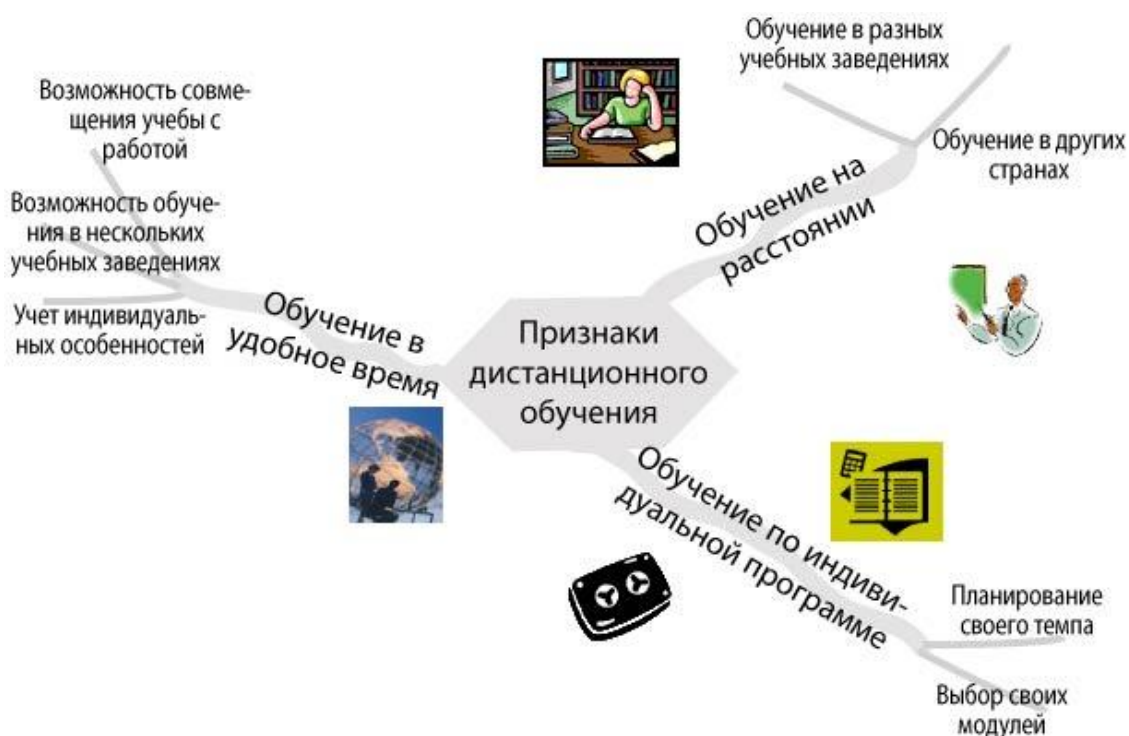 Признаки
дистанционного
обучения
Обучение на
расстоянии
Обучение в разных
учебных заведениях
Обучение в других
странах
Обучение по индиви-
дуальной программе
Планирование
своего темпа
Выбор своих
модулей
Обучение в
удобное время
Возможность совме-
щения учебы с
работой
Возможность обуче-
ния в нескольких
учебных заведениях
Учет индивидуаль-
ных особенностей